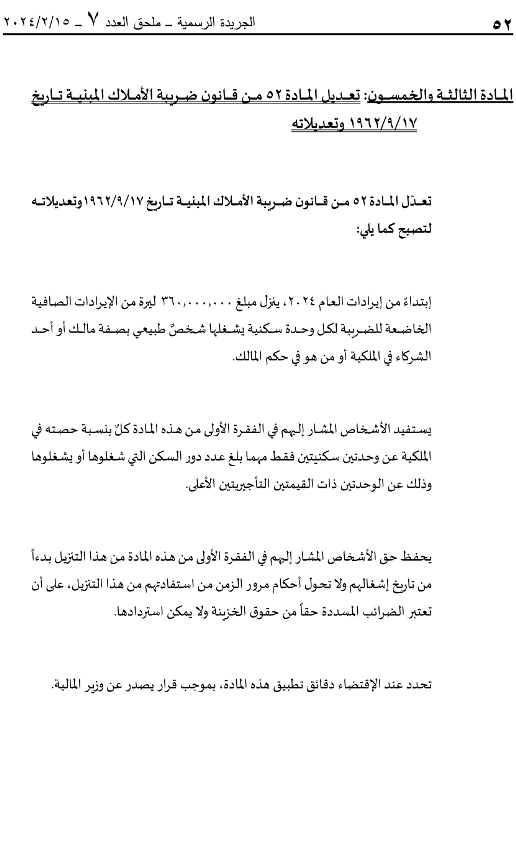 ٥٢ الجريدة الرسمية ـ ملحق العدد ٧ ـ ٢٠٢٤/٢/١٥
المادة الثالثة والخمسون: تعديل المادة ٥٢ من قانون ضريبة الأملاك المبنية تاريخ
١٩٦٢/٩/١٧ وتعديلاته
تعدّل المادة ٥٢ من قانون ضريبة الأملاك المبنية تاريخ ١٩٦٢/٩/١٧وتعديلاته
لتصبح كما يلي:
إبتداءً من إيرادات العام ٢٠٢٤، ينزل مبلغ ٣٦٠,٠٠٠,٠٠٠ ليرة من الإيرادات الصافية
الخاضعة للضريبة لكل وحدة سكنية يشغلها شخصٌ طبيعي بصفة مالك أو أحد
الشركاء في الملكية أو من هو في حكم المالك.
يستفيد الأشخاص المشار إليهم في الفقرة الأولى من هذه المادة كلٌ بنسبة حصته في
الملكية عن وحدتين سكنيتين فقط مهما بلغ عدد دور السكن التي شغلوها أو يشغلوها
وذلك عن الوحدتين ذات القيمتين التأجيريتين الأعلى.
يحفظ حق الأشخاص المشار إليهم في الفقرة الأولى من هذه المادة من هذا التنزيل بدءاً
من تاريخ إشغالهم ولا تحول أحكام مرور الزمن من استفادتهم من هذا التنزيل، على أن
تعتبر الضرائب المسددة حقاً من حقوق الخزينة ولا يمكن استردادها.
تحدد عند الإقتضاء دقائق تطبيق هذه المادة، بموجب قرار يصدر عن وزير المالية.